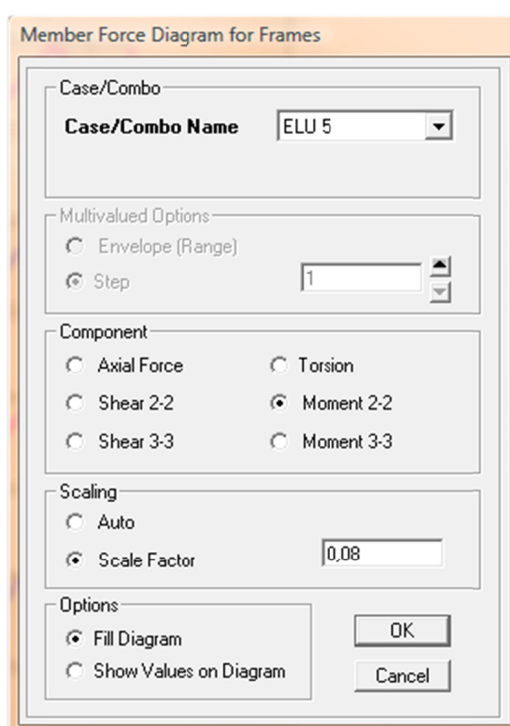 Member Force Diagram for Frames
Case/Combo
Case/Combo Name ELU 5
Multivalued Options
Envelope (Range)
Step 1
Component
Axial Force Torsion
Shear 2-2 Moment 2-2
Shear 3-3 Moment 3-3
Scaling
Auto
Scale Factor 0,08
Options
Fill Diagram OK
Show Values on Diagram Cancel